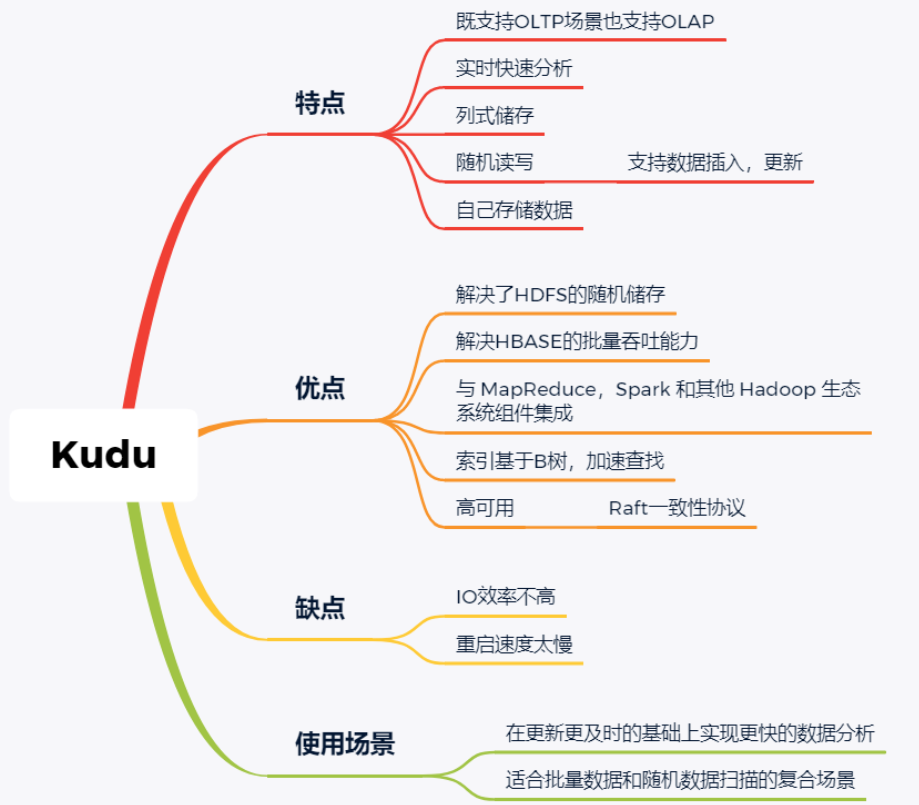 既支持OLTP场景也支持OLAP
实时快速分析
特点
列式储存
随机读写
支持数据插入，更新
自己存储数据
解决了HDFS的随机储存
解决HBASE的批量吞吐能力
优点
与 MapReduce，Spark 和其他 Hadoop 生态
系统组件集成
Kudu
索引基于B树，加速查找
高可用
Raft一致性协议
IO效率不高
缺点
重启速度太慢
在更新更及时的基础上实现更快的数据分析
使用场景
适合批量数据和随机数据扫描的复合场景